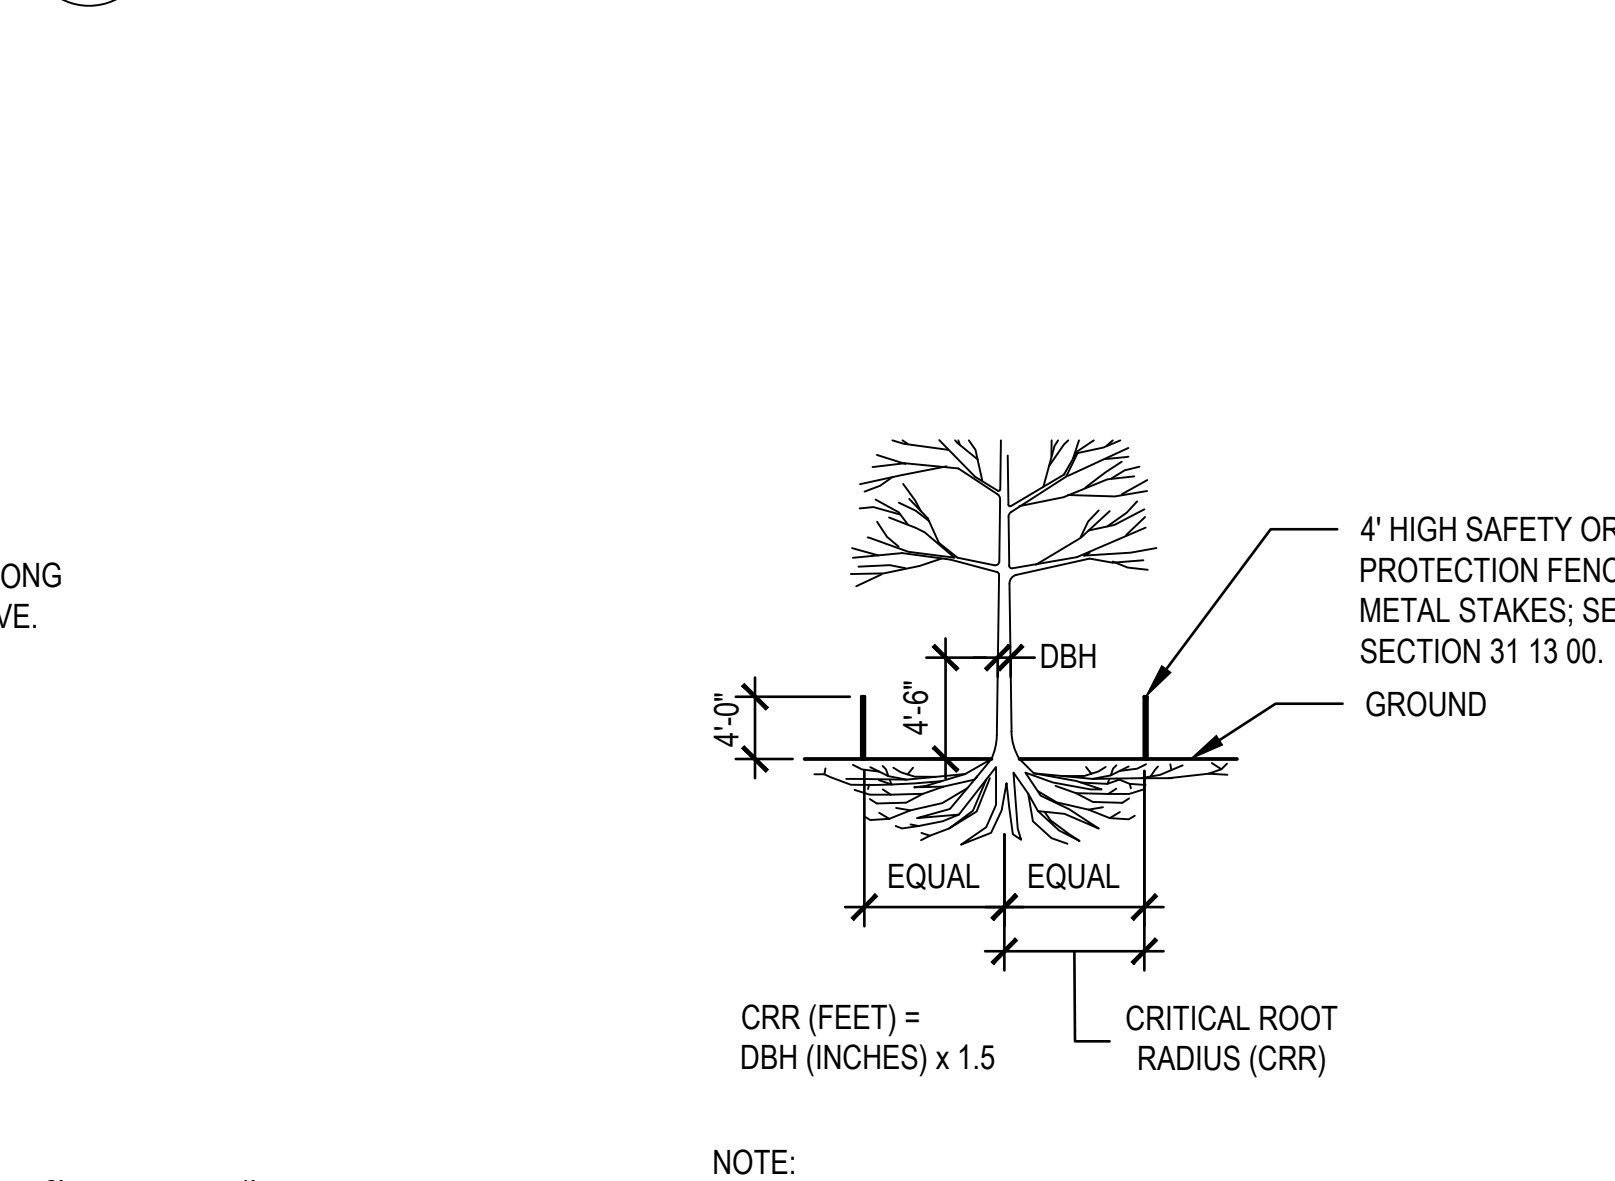 ONG
VE.
4' HIGH SAFETY OR
PROTECTION FENC
METAL STAKES; SE
SECTION 31 13 00.
DBH
4'-0"
4'-6"
GROUND
EQUAL EQUAL
CRR (FEET) =
DBH (INCHES) x 1.5
CRITICAL ROOT
RADIUS (CRR)
NOTE: